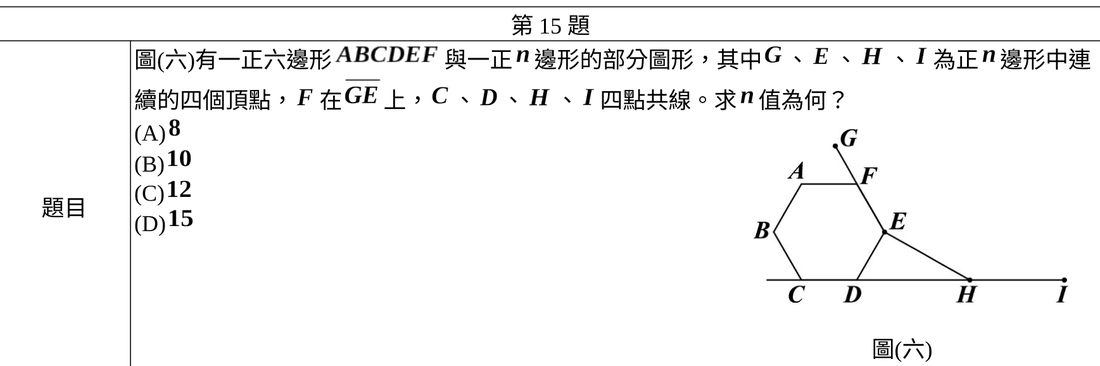 第 15 題
題目
圖(六)有一正六邊形 ABCDEF 與一正 n 邊形的部分圖形，其中 G 、 E 、 H 、 I 為正 n 邊形中連
續的四個頂點， F 在 GE 上， C 、 D 、 H 、 I 四點共線。求 n 值為何？
(A) 8
(B) 10
(C) 12
(D) 15
G
A
F
B
E
C
D
H
I
圖(六)